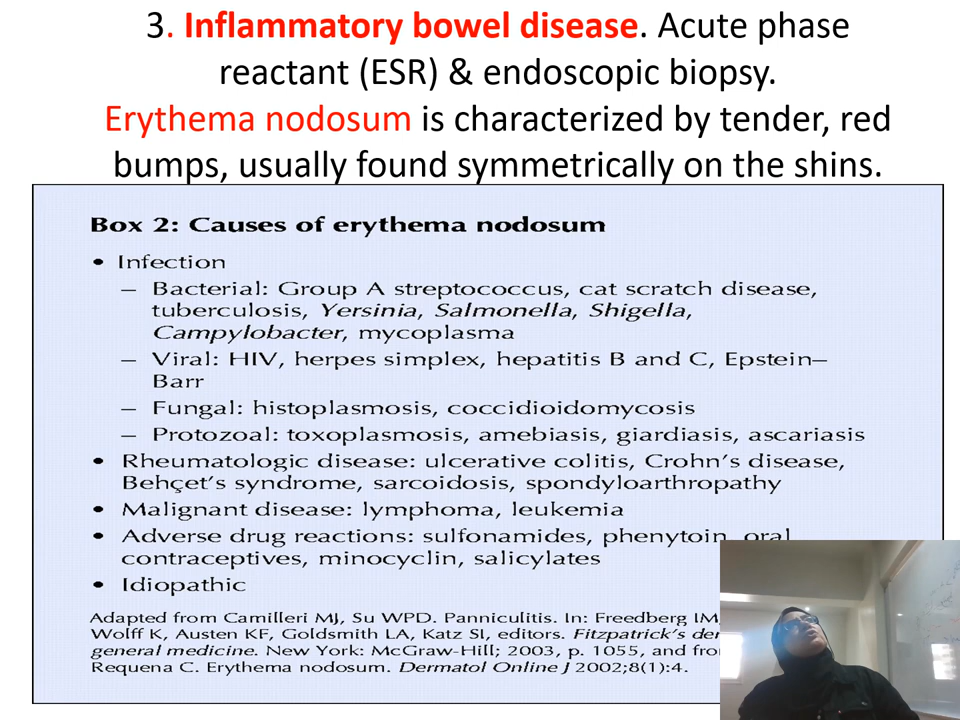 3. Inflammatory bowel disease. Acute phase
reactant (ESR) & endoscopic biopsy.
Erythema nodosum is characterized by tender, red
bumps, usually found symmetrically on the shins.
Box 2: Causes of erythema nodosum
• Infection
– Bacterial: Group A streptococcus, cat scratch disease,
tuberculosis, Yersinia, Salmonella, Shigella,
Campylobacter, mycoplasma
– Viral: HIV, herpes simplex, hepatitis B and C, Epstein–
Barr
– Fungal: histoplasmosis, coccidioidomycosis
– Protozoal: toxoplasmosis, amebiasis, giardiasis, ascariasis
• Rheumatologic disease: ulcerative colitis, Crohn's disease,
Behçet's syndrome, sarcoidosis, spondyloarthropathy
• Malignant disease: lymphoma, leukemia
• Adverse drug reactions: sulfonamides, phenytoin, oral
contraceptives, minocyclin, salicylates
• Idiopathic
Adapted from Camilleri MJ, Su WPD. Panniculitis. In: Freedberg IM,
Wolff K, Austen KF, Goldsmith LA, Katz SI, editors. Fitzpatrick's
general medicine. New York: McGraw-Hill; 2003, p. 1055, and
Requena C. Erythema nodosum. Dermatol Online J 2002;8(1):4.